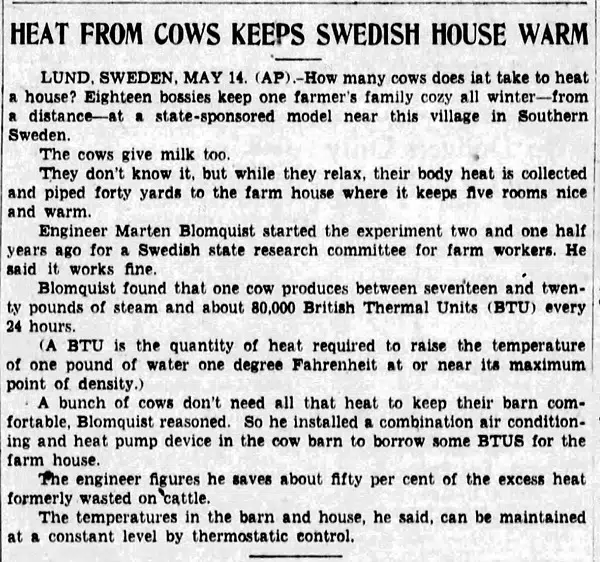 HEAT FROM COWS KEEPS SWEDISH HOUSE WARM
LUND, SWEDEN, MAY 14. (AP).-How many cows does iat take to heat
a house? Eighteen bossies keep one farmer's family cozy all winter—from
a distance—at a state-sponsored model near this village in Southern
Sweden.
The cows give milk too.
They don't know it, but while they relax, their body heat is collected
and piped forty yards to the farm house where it keeps five rooms nice
and warm.
Engineer Marten Blomquist started the experiment two and one half
years ago for a Swedish state research committee for farm workers. He
said it works fine.
Blomquist found that one cow produces between seventeen and twen-
ty pounds of steam and about 80,000 British Thermal Units (BTU) every
24 hours.
(A BTU is the quantity of heat required to raise the temperature
of one pound of water one degree Fahrenheit at or near its maximum
point of density.)
A bunch of cows don't need all that heat to keep their barn com-
fortable, Blomquist reasoned. So he installed a combination air condition-
ing and heat pump device in the cow barn to borrow some BTUS for the
farm house.
The engineer figures he saves about fifty per cent of the excess heat
formerly wasted on cattle.
The temperatures in the barn and house, he said, can be maintained
at a constant level by thermostatic control.